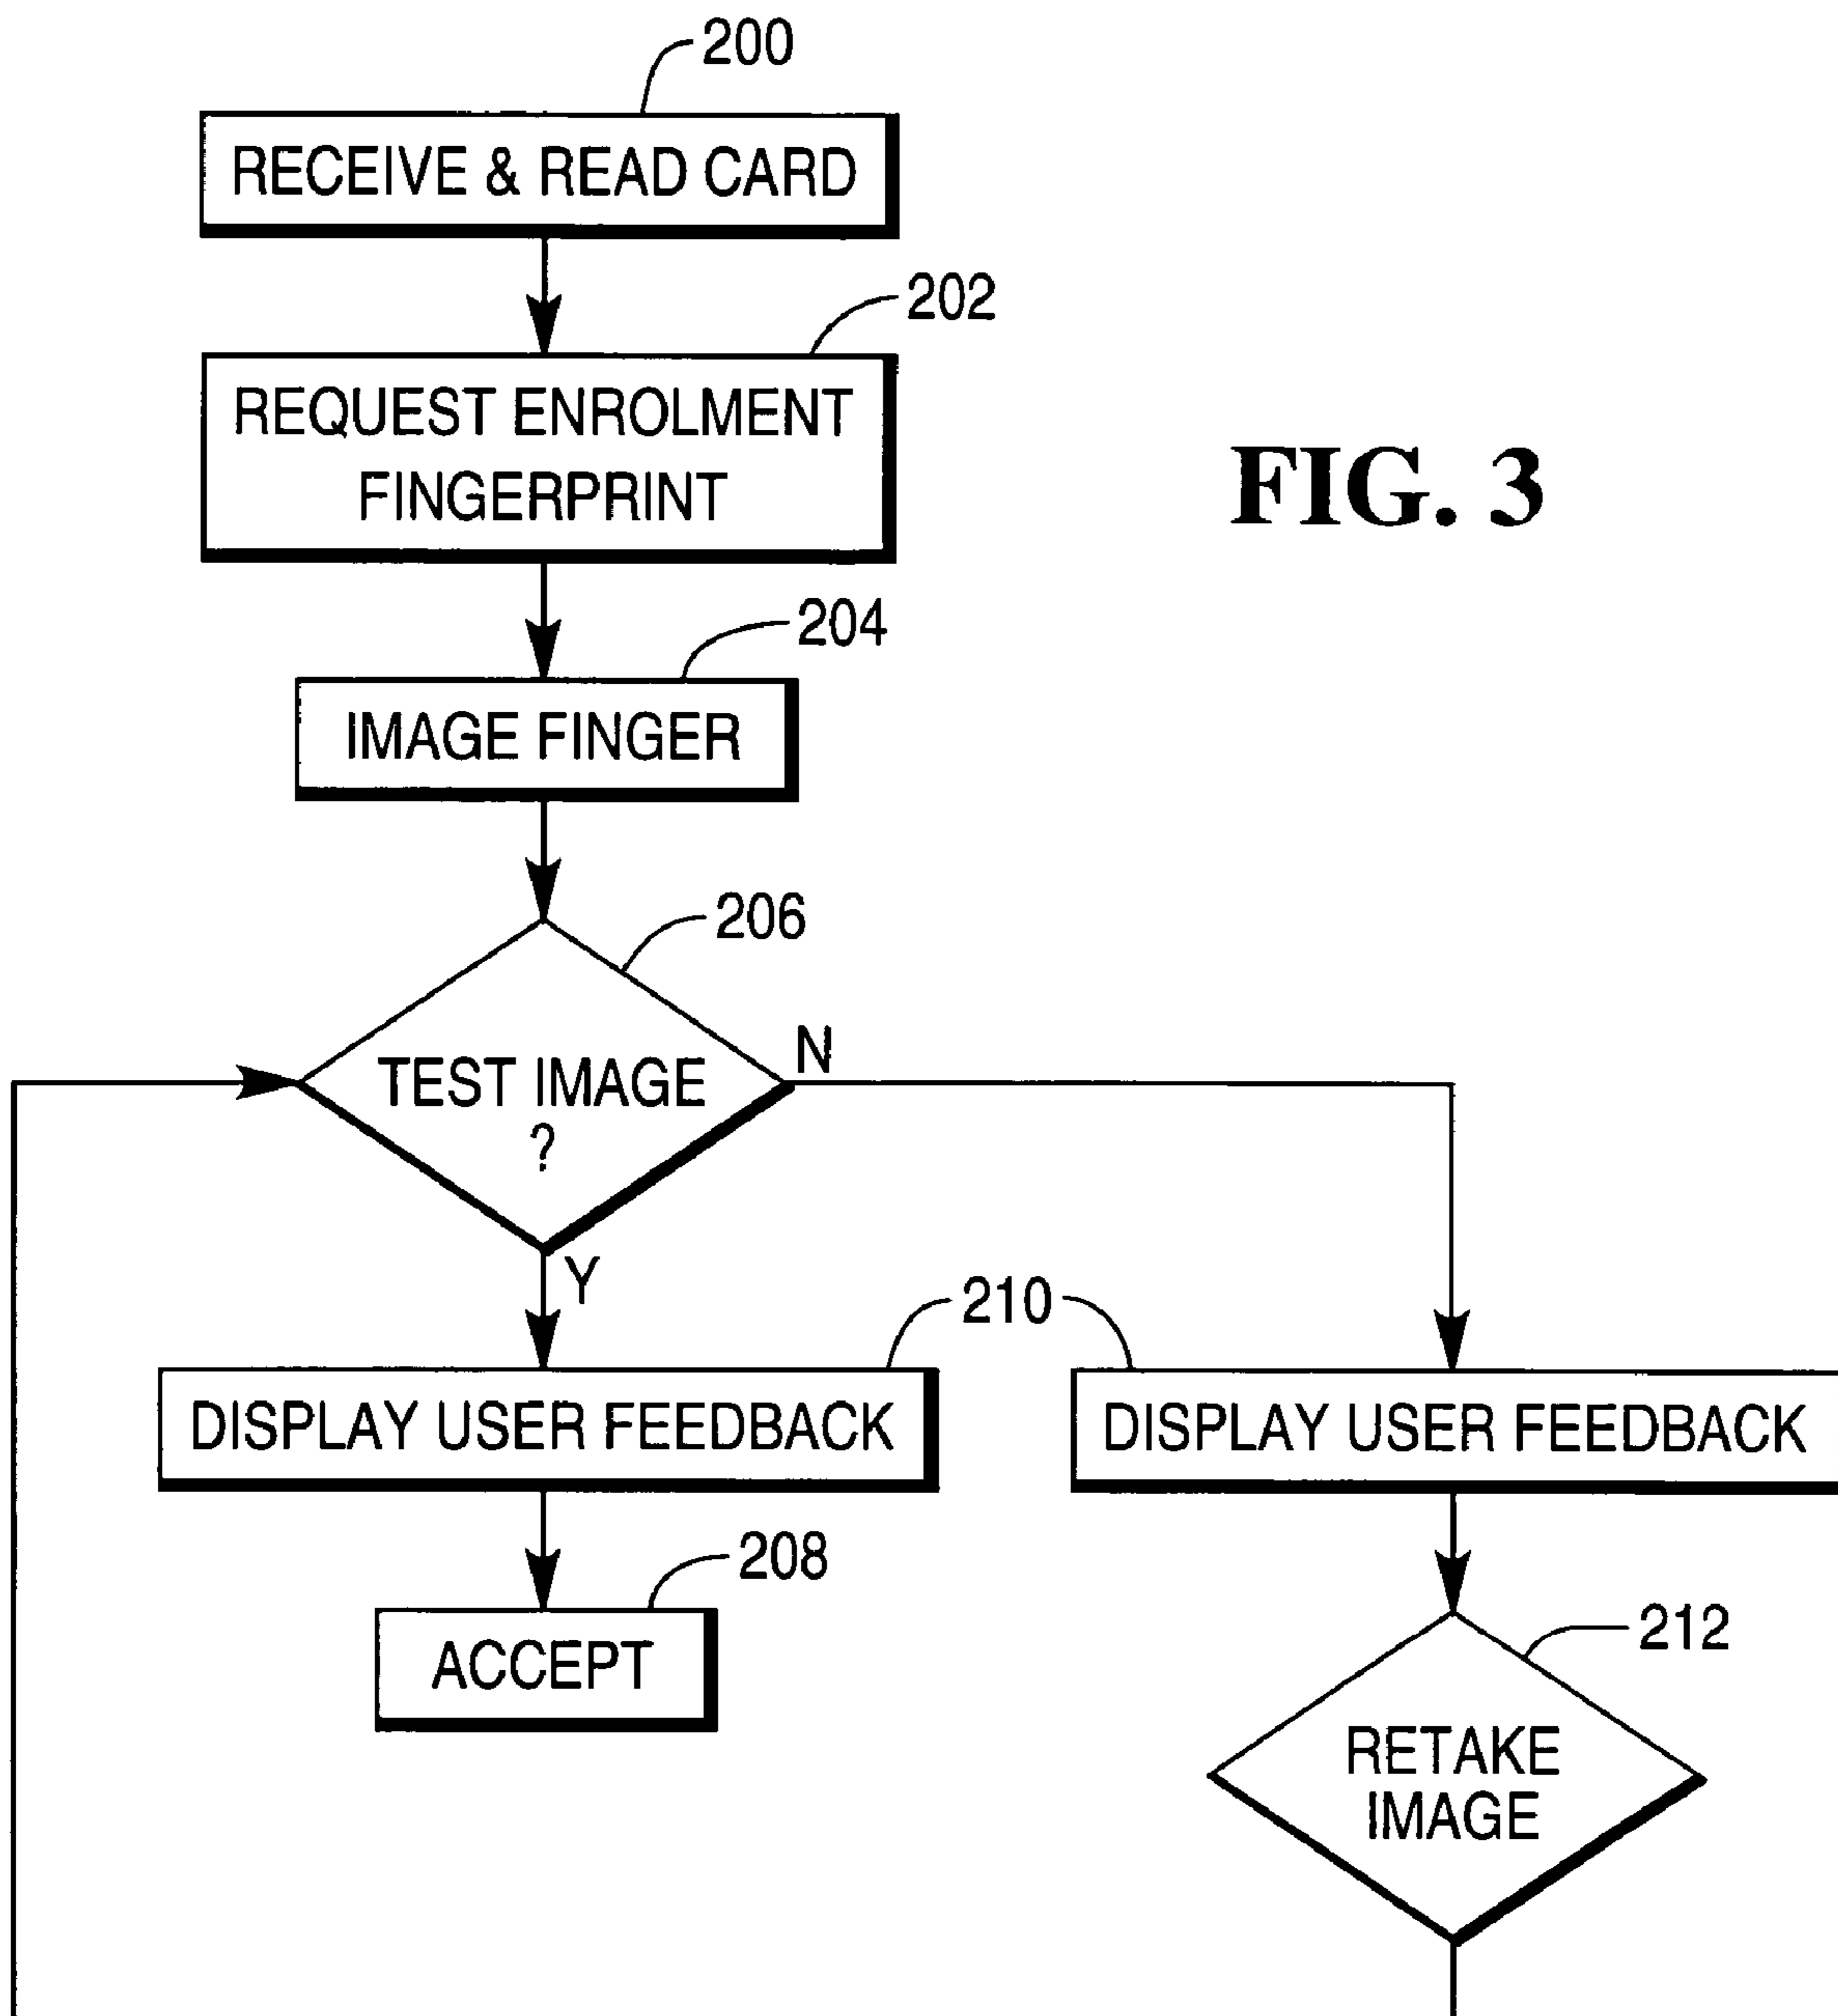 200
RECEIVE & READ CARD
202
REQUEST ENROLMENT
FINGERPRINT
FIG. 3
204
IMAGE FINGER
206
TEST IMAGE
?
N
Y
210
DISPLAY USER FEEDBACK
DISPLAY USER FEEDBACK
208
ACCEPT
212
RETAKE
IMAGE